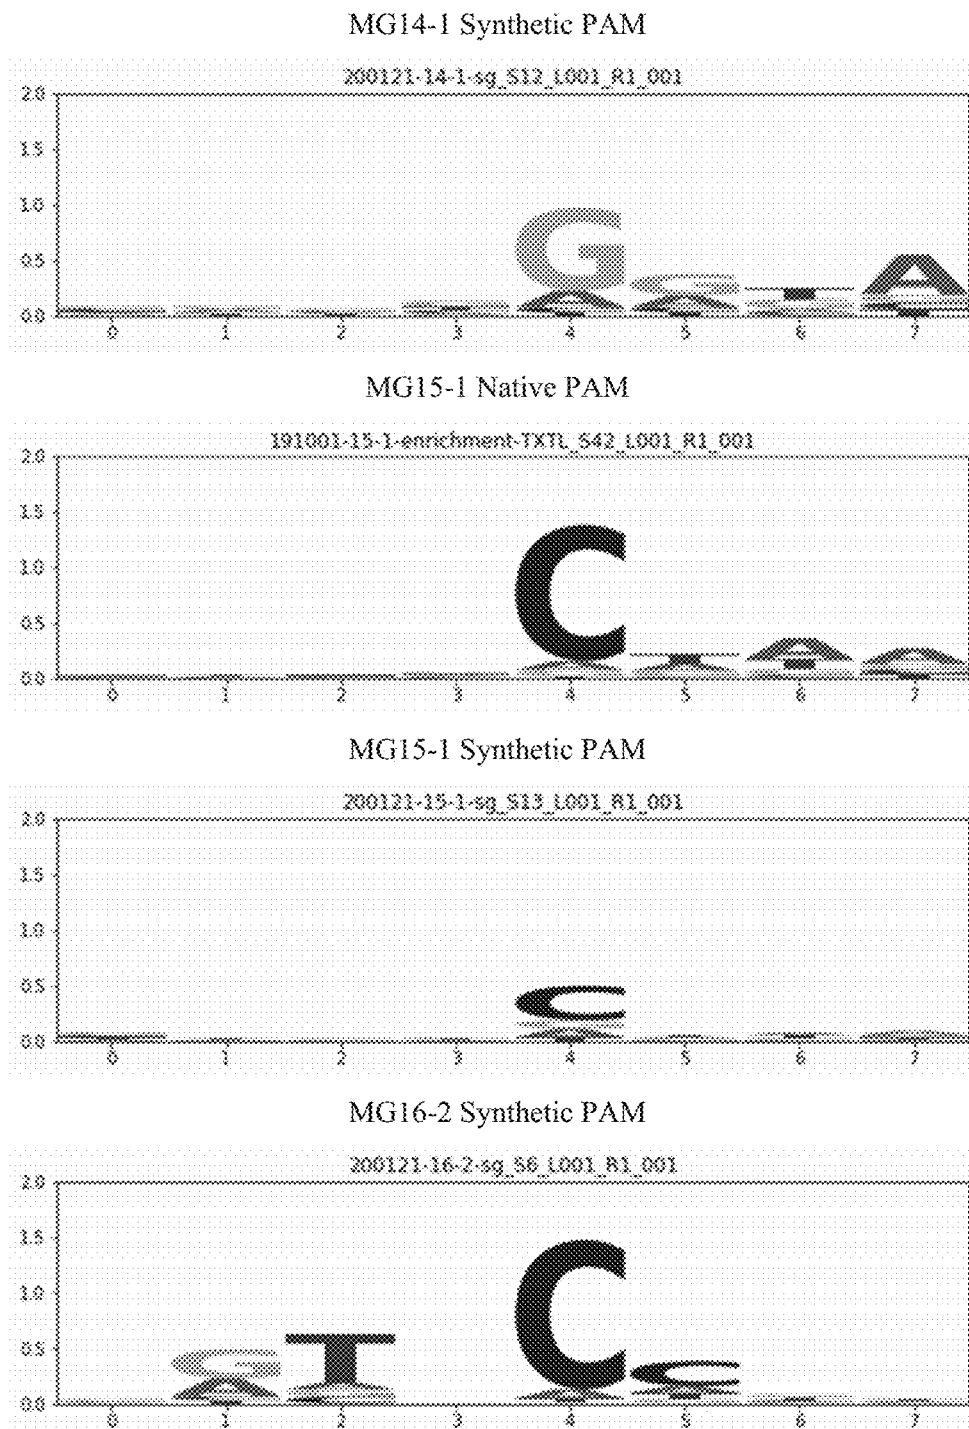 MG14-1 Synthetic PAM
200121-14-1-sg_S12_L001_R1_001
2.0
1.5
1.0
0.5
0.0
G A G A T A
0 1 2 3 4 5 6 7
MG15-1 Native PAM
191001-15-1-enrichment-TXTL_S42_L001_R1_001
2.0
1.5
1.0
0.5
0.0
C T A A
0 1 2 3 4 5 6 7
MG15-1 Synthetic PAM
200121-15-1-sg_S13_L001_R1_001
2.0
1.5
1.0
0.5
0.0
C
0 1 2 3 4 5 6 7
MG16-2 Synthetic PAM
200121-16-2-sg_S6_L001_R1_001
2.0
1.5
1.0
0.5
0.0
G A T C C
0 1 2 3 4 5 6 7